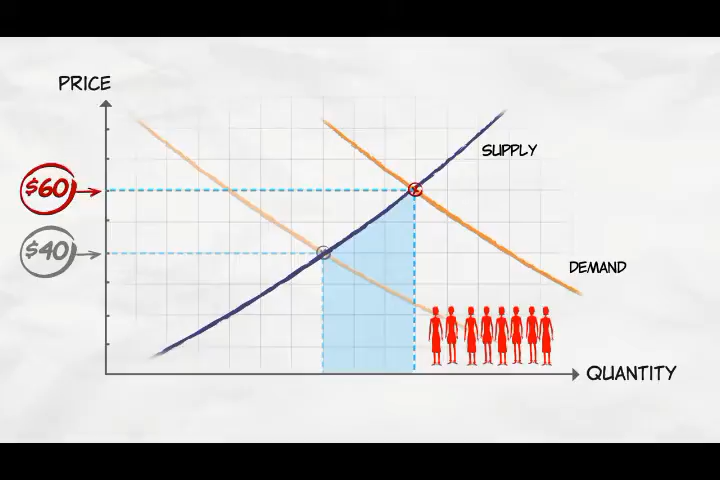 PRICE
SUPPLY
$60
$40
DEMAND
QUANTITY